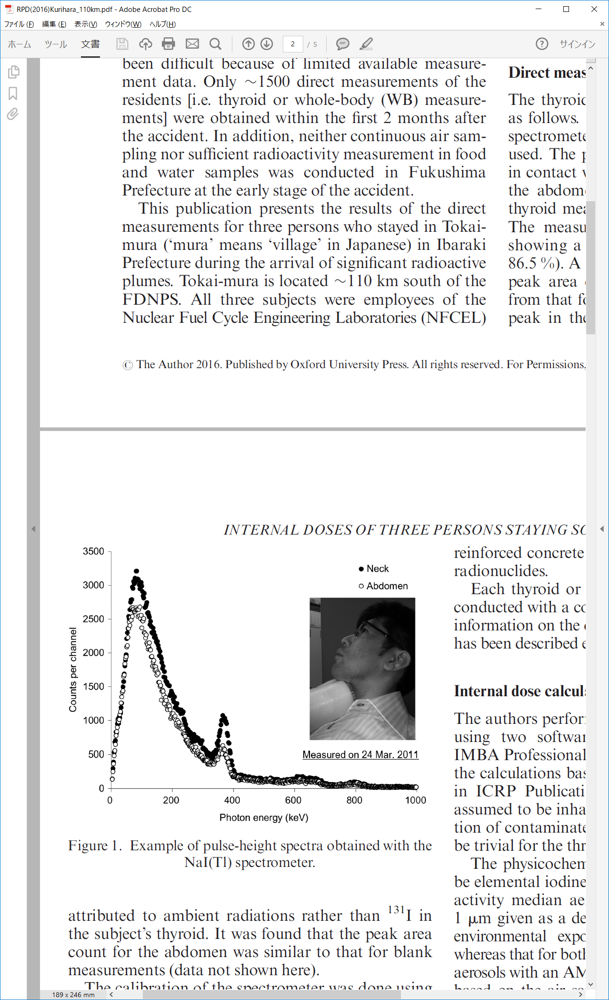 RPD(2016)Kurihara_110km.pdf - Adobe Acrobat Pro DC
ファイル (F) 編集 (E) 表示(V) ウィンドウ(W) ヘルプ(H)
ホーム ツール 文書 2 / 5 サインイン
been difficult because of limited available measure-
ment data. Only ~1500 direct measurements of the
residents [i.e. thyroid or whole-body (WB) measure-
ments] were obtained within the first 2 months after
the accident. In addition, neither continuous air sam-
pling nor sufficient radioactivity measurement in food
and water samples was conducted in Fukushima
Prefecture at the early stage of the accident.
This publication presents the results of the direct
measurements for three persons who stayed in Tokai-
mura (‘mura’ means ‘village’ in Japanese) in Ibaraki
Prefecture during the arrival of significant radioactive
plumes. Tokai-mura is located ~110 km south of the
FDNPS. All three subjects were employees of the
Nuclear Fuel Cycle Engineering Laboratories (NFCEL)
Direct meas
The thyroid
as follows.
spectromete
used. The p
in contact w
the abdom
thyroid mea
The measu
showing a
86.5 %). A
peak area
from that fo
peak in the
© The Author 2016. Published by Oxford University Press. All rights reserved. For Permissions,
INTERNAL DOSES OF THREE PERSONS STAYING SO
3500
3000
2500
2000
1500
1000
500
0
Counts per channel
Neck
Abdomen
Measured on 24 Mar. 2011
0 200 400 600 800 1000
Photon energy (keV)
Figure 1. Example of pulse-height spectra obtained with the
NaI(Tl) spectrometer.
attributed to ambient radiations rather than 131I in
the subject’s thyroid. It was found that the peak area
count for the abdomen was similar to that for blank
measurements (data not shown here).
The calibration of the spectrometer was done using
reinforced concrete
radionuclides.
Each thyroid or
conducted with a co
information on the
has been described e
Internal dose calcul
The authors perfor
using two softwar
IMBA Professional
the calculations bas
in ICRP Publicati
assumed to be inha
tion of contaminate
be trivial for the thr
The physicochem
be elemental iodine
activity median ae
1 μm given as a de
environmental expo
whereas that for both
aerosols with an AM
based on the air sa
189 x 246 mm